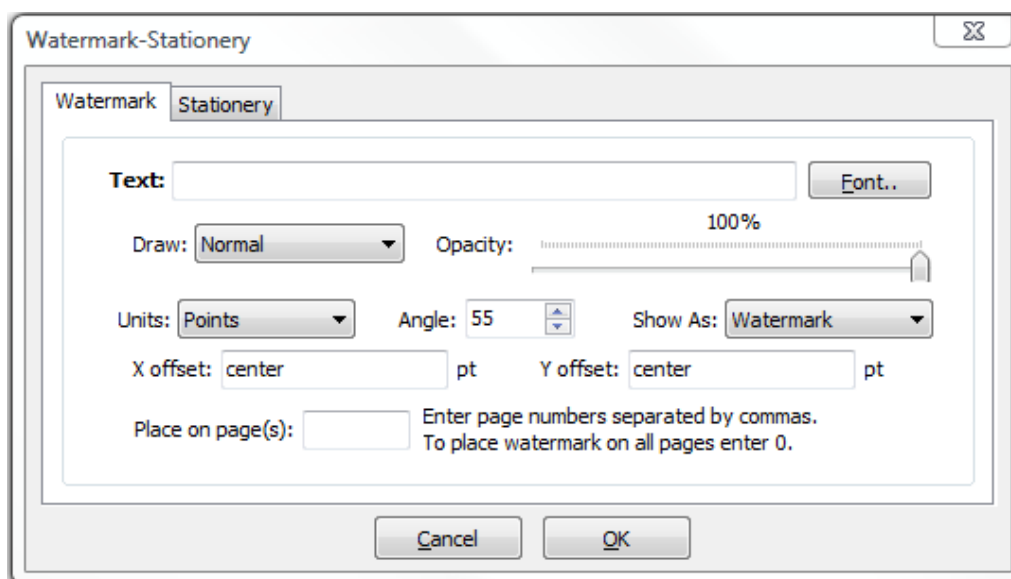 Watermark-Stationery
Watermark Stationery
Text: Font..
100%
Draw: Normal Opacity:
Units: Points Angle: 55 Show As: Watermark
X offset: center pt Y offset: center pt
Place on page(s): Enter page numbers separated by commas.
To place watermark on all pages enter 0.
Cancel OK